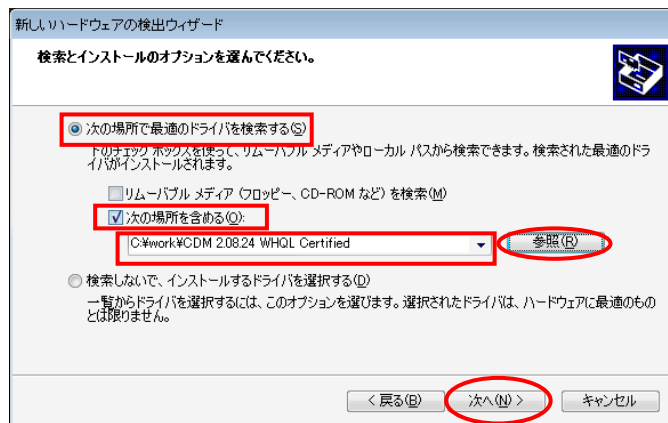 新しいハードウェアの検出ウィザード
検索とインストールのオプションを選んでください。
次の場所で最適のドライバを検索する(S)
下のチェック ボックスを使って、リムーバブル メディアやローカル パスから検索できます。検索された最適のドラ
イバがインストールされます。
リムーバブル メディア (フロッピー、CD-ROM など) を検索(M)
次の場所を含める(O):
C:¥work¥CDM 2.08.24 WHQL Certified
参照(R)
検索しないで、インストールするドライバを選択する(D)
一覧からドライバを選択するには、このオプションを選びます。選択されたドライバは、ハードウェアに最適のもの
とは限りません。
< 戻る(B) 次へ(N) > キャンセル